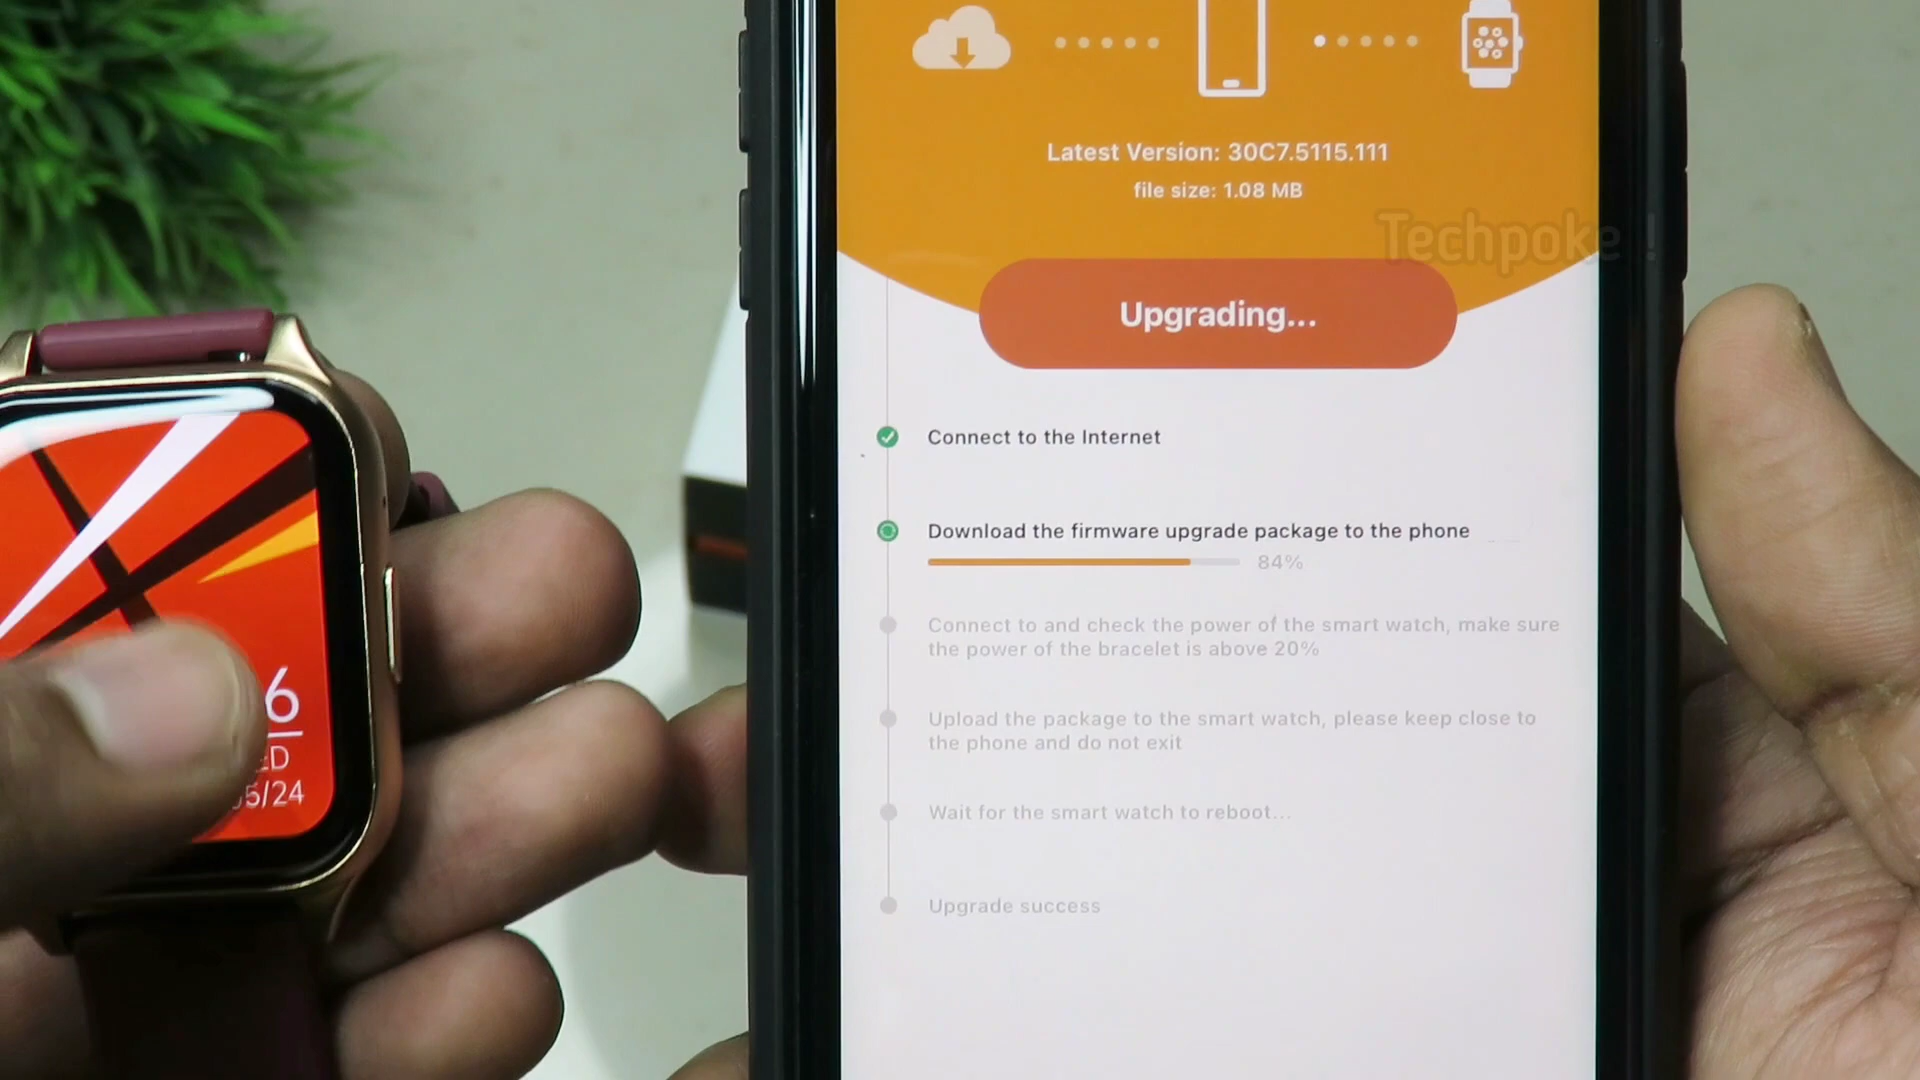 Latest Version: 30C7.5115.111
file size: 1.08 MB
Techpoke !
Upgrading...
Connect to the Internet
Download the firmware upgrade package to the phone
84%
Connect to and check the power of the smart watch, make sure
the power of the bracelet is above 20%
Upload the package to the smart watch, please keep close to
the phone and do not exit
Wait for the smart watch to reboot...
Upgrade success
6
5/24